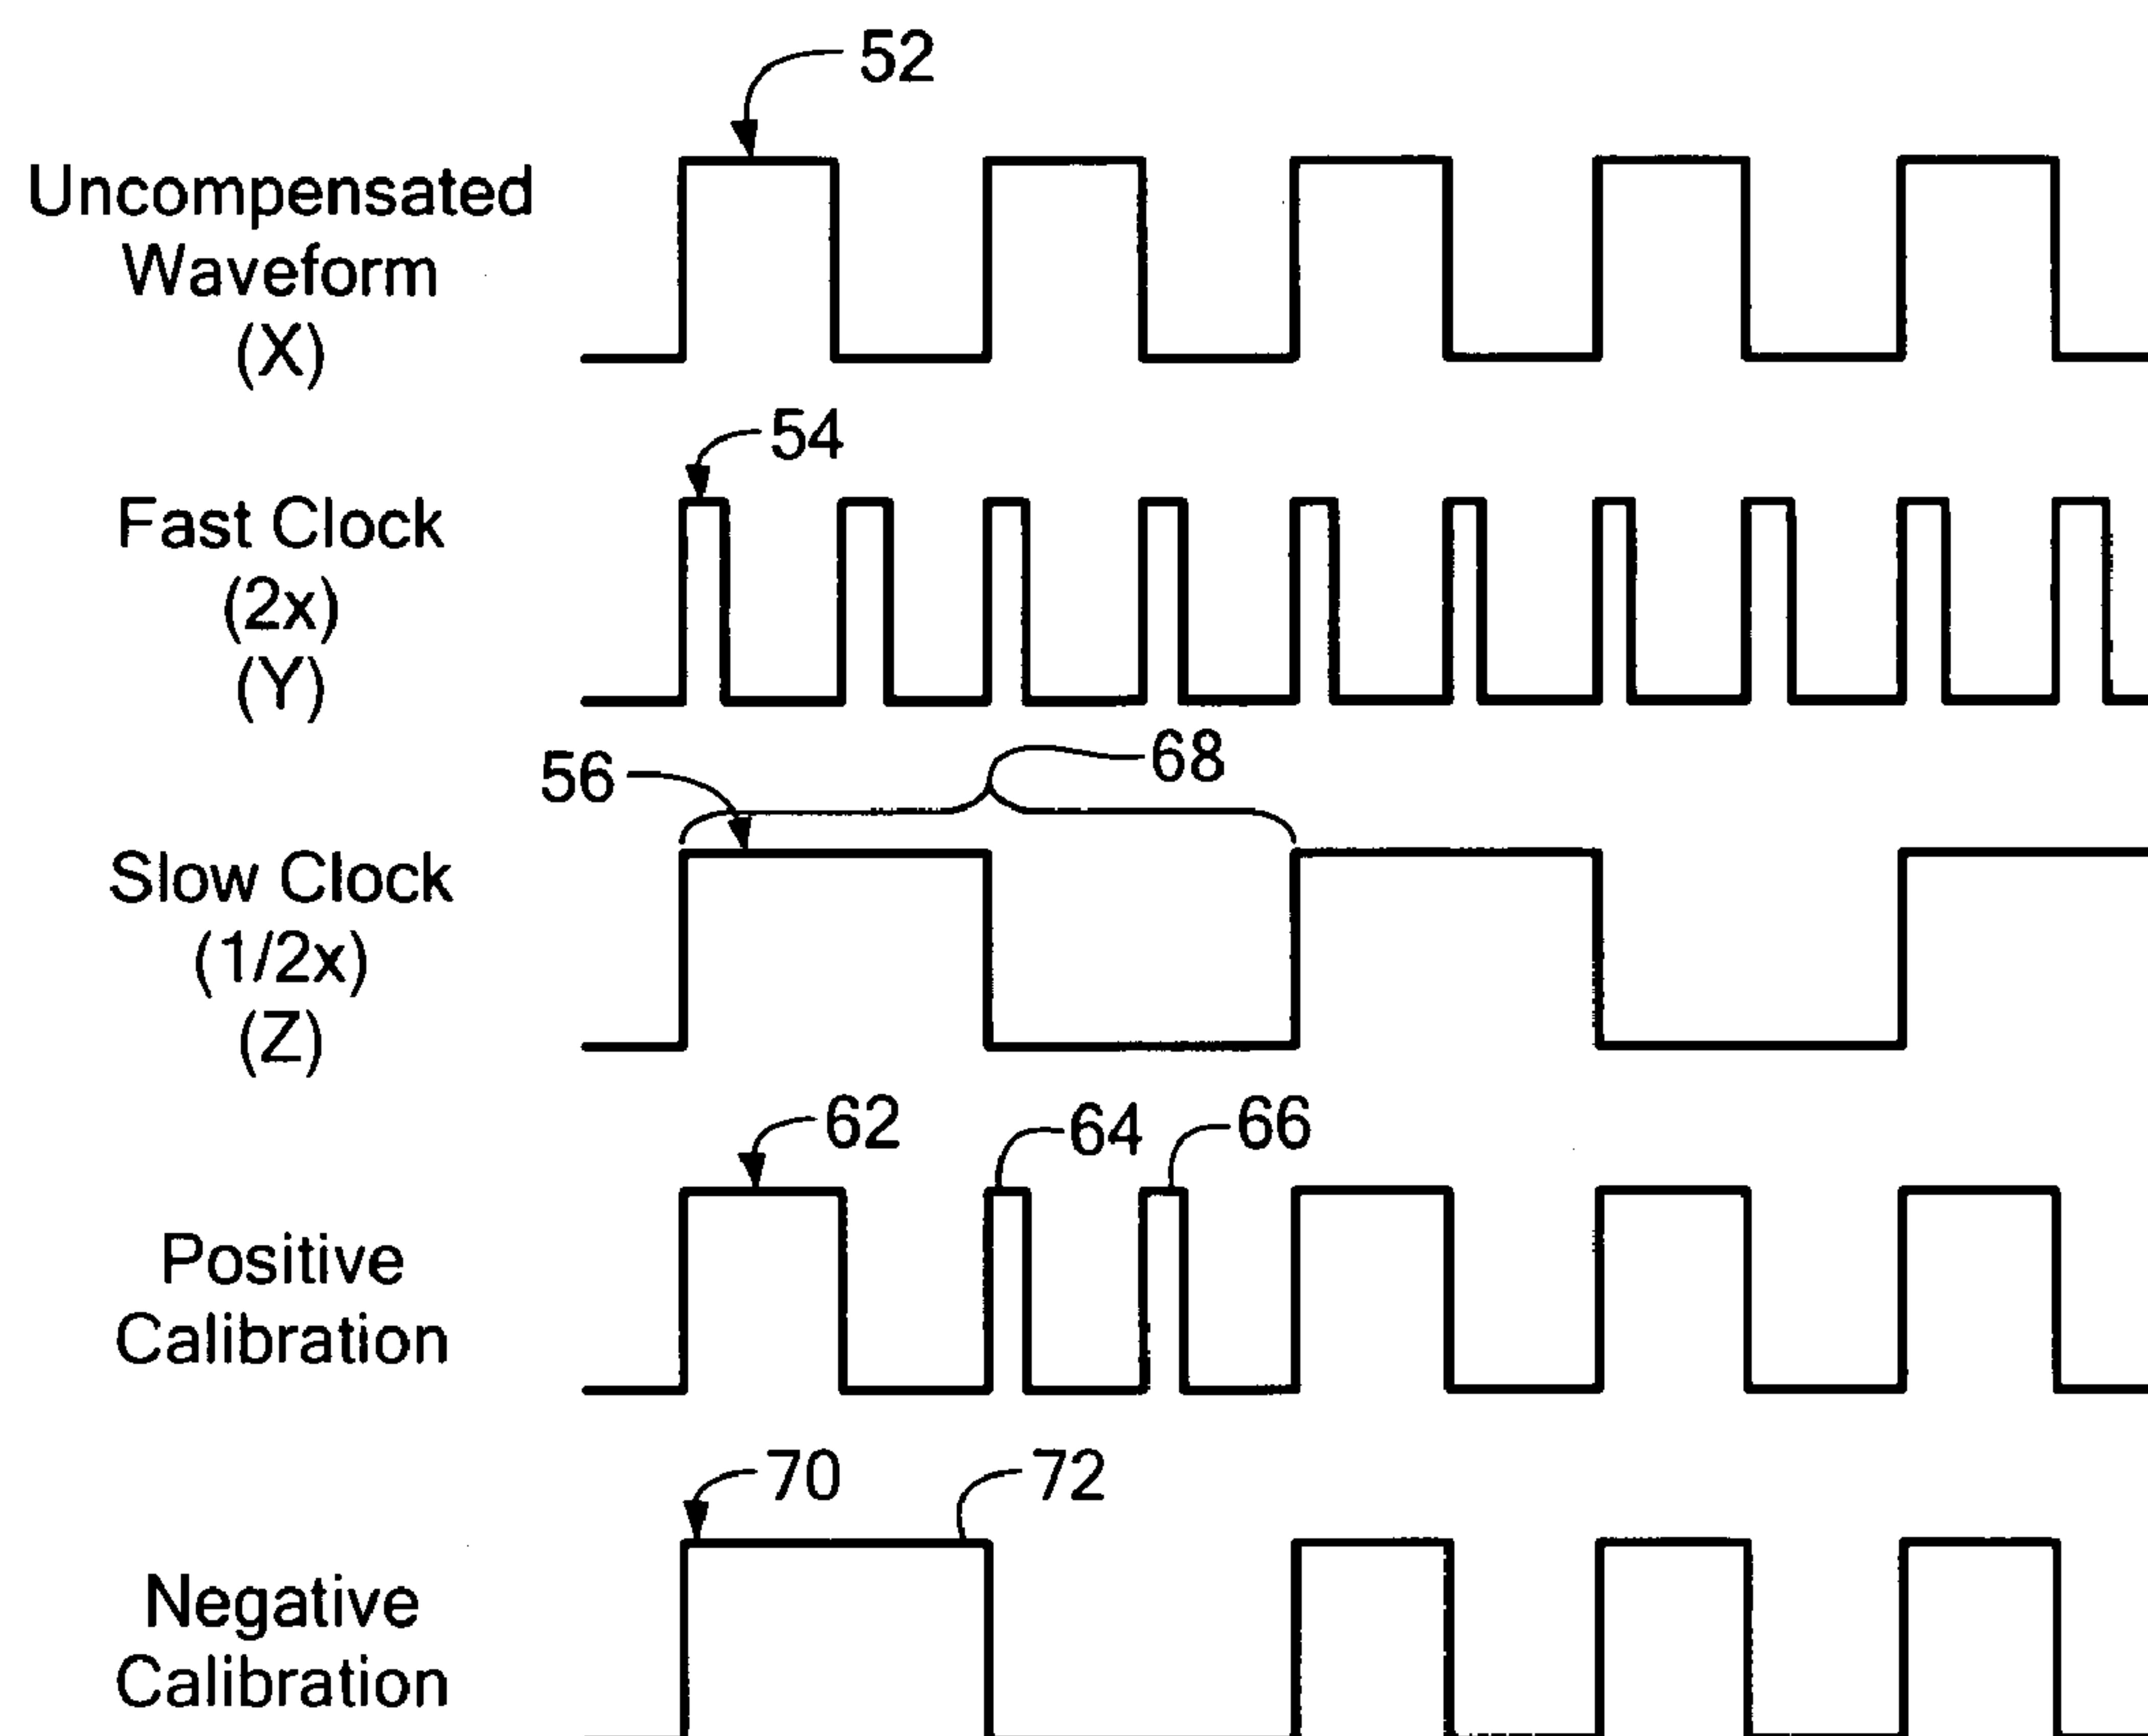 52
Uncompensated
Waveform
(X)
54
Fast Clock
(2x)
(Y)
56
68
Slow Clock
(1/2x)
(Z)
62
64
66
Positive
Calibration
70
72
Negative
Calibration